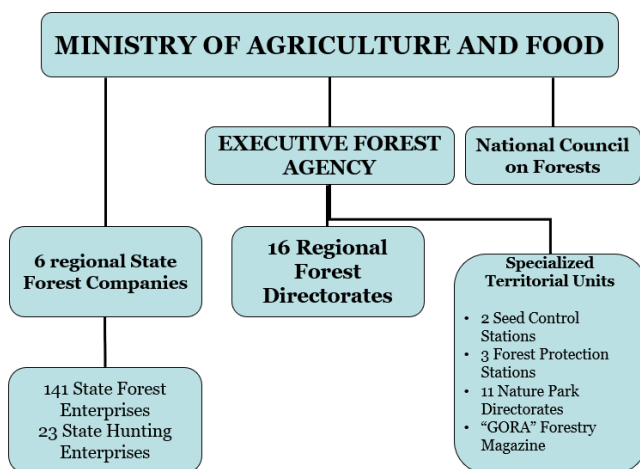 MINISTRY OF AGRICULTURE AND FOOD
EXECUTIVE FOREST
AGENCY
National Council
on Forests
6 regional State
Forest Companies
16 Regional
Forest
Directorates
Specialized
Territorial Units
• 2 Seed Control
Stations
• 3 Forest Protection
Stations
• 11 Nature Park
Directorates
• “GORA” Forestry
Magazine
141 State Forest
Enterprises
23 State Hunting
Enterprises